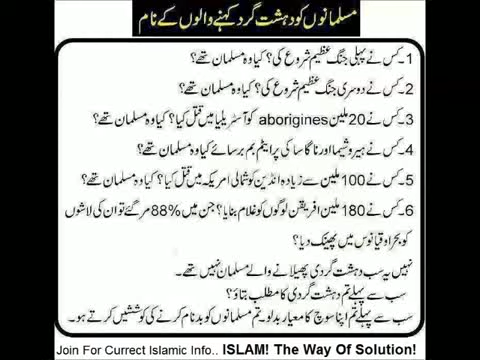 مسلمانوں کو دہشت گرد کہنے والوں کے نام
1۔کس نے پہلی جنگ عظیم شروع کی؟ کیا وہ مسلمان تھے؟
2۔کس نے دوسری جنگ عظیم شروع کی؟ کیا وہ مسلمان تھے؟
3۔کس نے 20 ملین aborigines کو آسٹریلیا میں قتل کیا؟ کیا وہ مسلمان تھے؟
4۔کس نے ہیروشیما اور ناگاساکی پر ایٹم بم برسائے؟ کیا وہ مسلمان تھے؟
5۔کس نے 100 ملین سے زیادہ انڈین کو شمالی امریکہ میں قتل کیا؟ کیا وہ مسلمان تھے؟
6۔کس نے 180 ملین افریقن لوگوں کو غلام بنایا؟ جن میں %88 مر گئے تو ان کی لاشوں
کو بحر اوقیانوس میں پھینک دیا؟
نہیں یہ سب دہشت گردی پھیلانے والے مسلمان نہیں تھے۔
سب سے پہلے تم دہشت گردی کا مطلب بتاؤ؟
سب سے پہلے تم اپنا سوچ کا معیار بدلو۔تم مسلمانوں کو بدنام کرنے کی کوششیں کرتے ہو۔
Join For Currect Islamic Info.. ISLAM! The Way Of Solution!